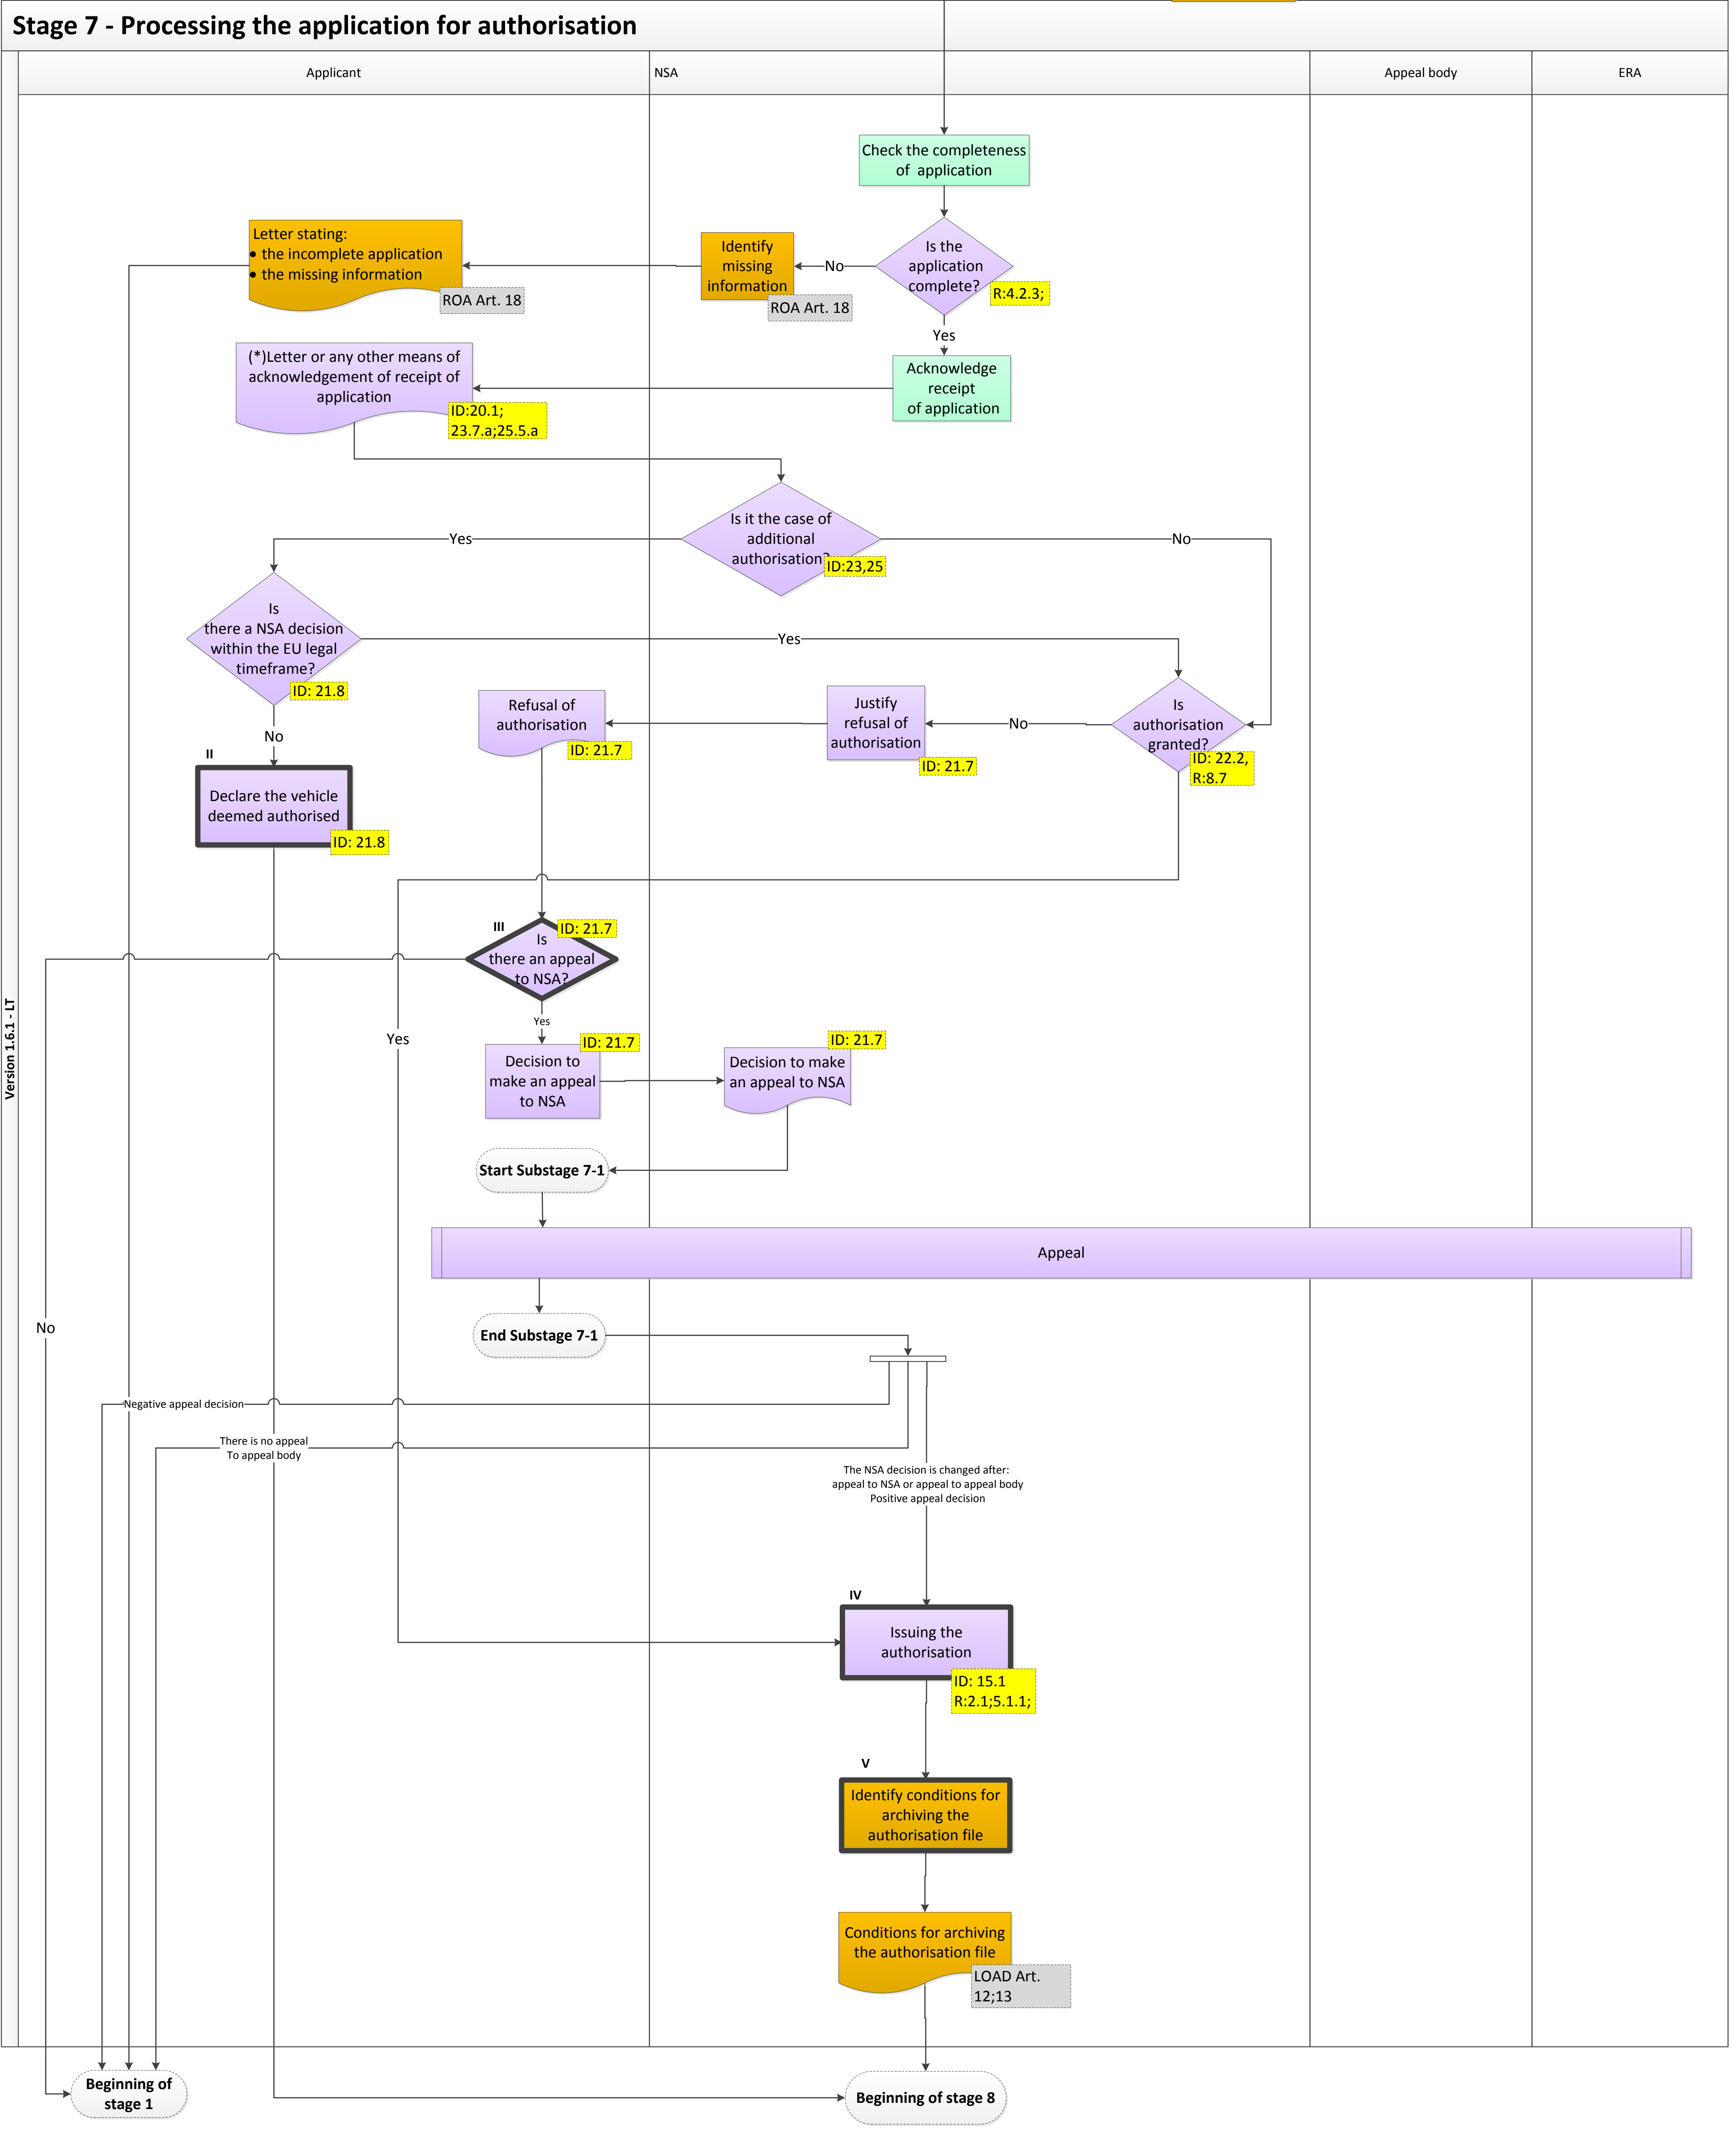 Stage 7 - Processing the application for authorisation
Applicant
NSA
Appeal body
ERA
Version 1.6.1 - LT
Check the completeness
of application
Is the
application
complete?
R:4.2.3;
No
Identify
missing
information
ROA Art. 18
Letter stating:
• the incomplete application
• the missing information
ROA Art. 18
Yes
Acknowledge
receipt
of application
(*)Letter or any other means of
acknowledgement of receipt of
application
ID:20.1;
23.7.a;25.5.a
Is it the case of
additional
authorisation?
ID:23,25
Yes
No
Is
there a NSA decision
within the EU legal
timeframe?
ID: 21.8
Yes
No
Is
authorisation
granted?
ID: 22.2,
R:8.7
No
Justify
refusal of
authorisation
ID: 21.7
Refusal of
authorisation
ID: 21.7
II
Declare the vehicle
deemed authorised
ID: 21.8
III
ID: 21.7
Is
there an appeal
to NSA?
Yes
Yes
Decision to
make an appeal
to NSA
ID: 21.7
Decision to make
an appeal to NSA
ID: 21.7
Start Substage 7-1
Appeal
End Substage 7-1
No
Negative appeal decision
There is no appeal
To appeal body
The NSA decision is changed after:
appeal to NSA or appeal to appeal body
Positive appeal decision
IV
Issuing the
authorisation
ID: 15.1
R:2.1;5.1.1;
V
Identify conditions for
archiving the
authorisation file
Conditions for archiving
the authorisation file
LOAD Art.
12;13
Beginning of
stage 1
Beginning of stage 8